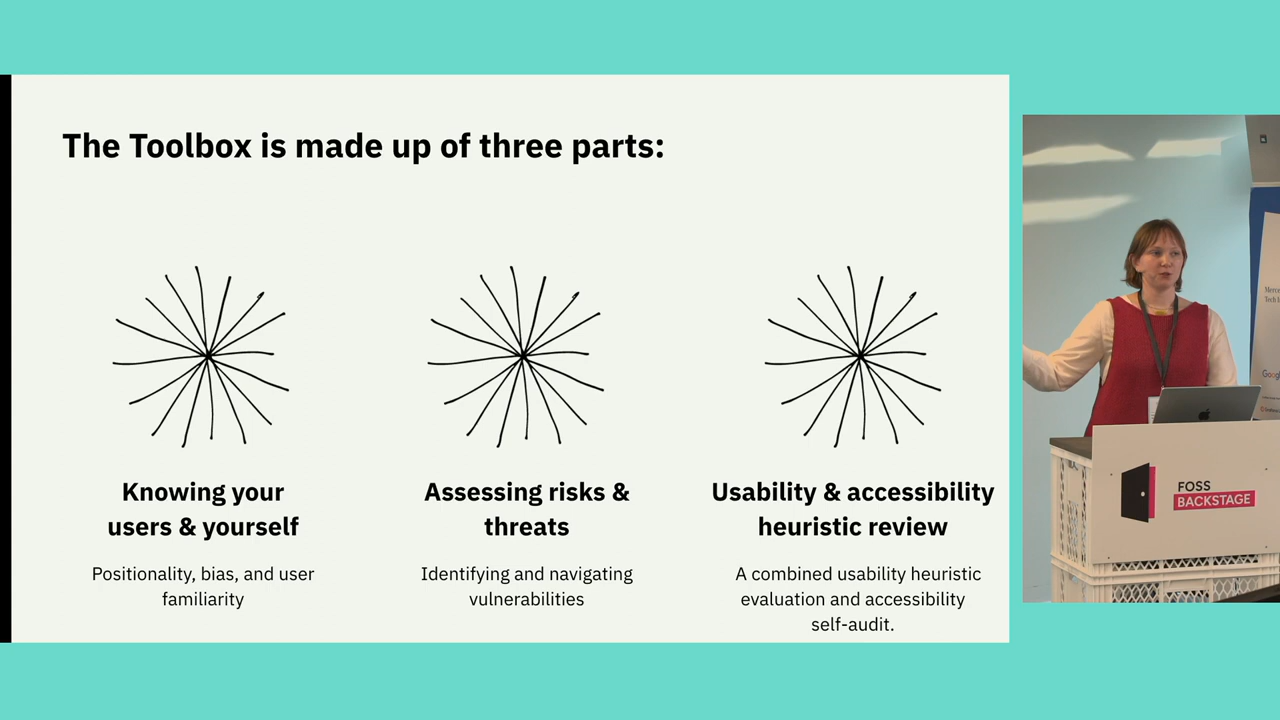 The Toolbox is made up of three parts:
Knowing your
users & yourself
Positionality, bias, and user
familiarity
Assessing risks &
threats
Identifying and navigating
vulnerabilities
Usability & accessibility
heuristic review
A combined usability heuristic
evaluation and accessibility
self-audit.
FOSS
BACKSTAGE